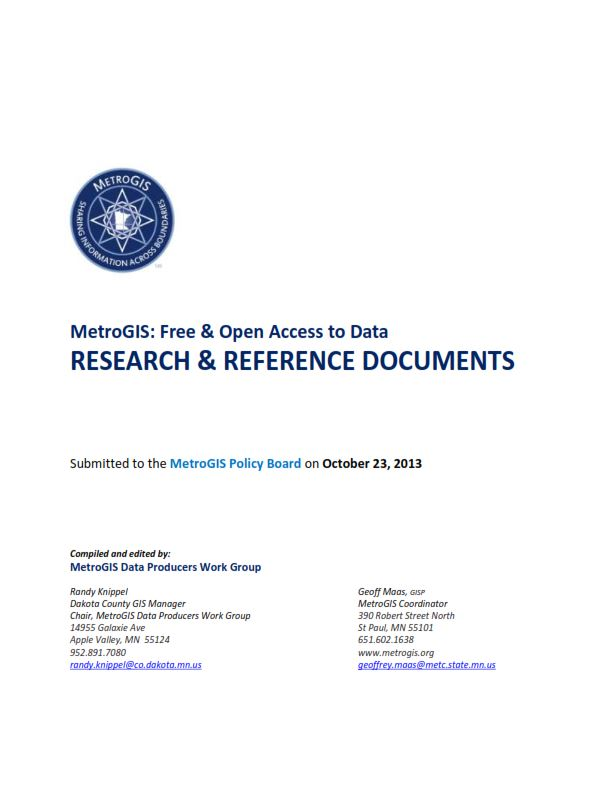 METROGIS
SHARING INFORMATION ACROSS BOUNDARIES
SM
MetroGIS: Free & Open Access to Data
RESEARCH & REFERENCE DOCUMENTS
Submitted to the MetroGIS Policy Board on October 23, 2013
Compiled and edited by:
MetroGIS Data Producers Work Group
Randy Knippel
Dakota County GIS Manager
Chair, MetroGIS Data Producers Work Group
14955 Galaxie Ave
Apple Valley, MN 55124
952.891.7080
randy.knippel@co.dakota.mn.us
Geoff Maas, GISP
MetroGIS Coordinator
390 Robert Street North
St Paul, MN 55101
651.602.1638
www.metrogis.org
geoffrey.maas@metc.state.mn.us